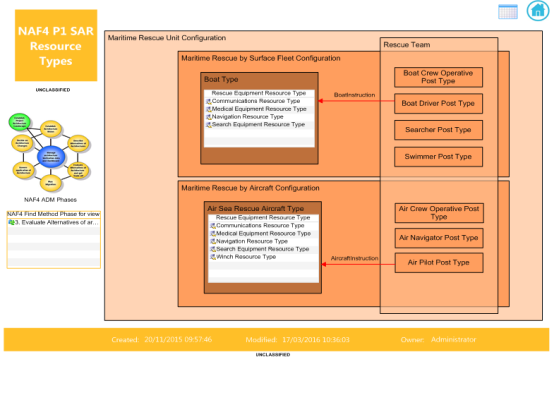 NAF4 P1 SAR
Resource
Types
UNCLASSIFIED
NAF4 ADM Phases
NAF4 Find Method Phase for view
3. Evaluate Alternatives of ar...
Maritime Rescue Unit Configuration
Rescue Team
Maritime Rescue by Surface Fleet Configuration
Boat Type
Rescue Equipment Resource Type
Communications Resource Type
Medical Equipment Resource Type
Navigation Resource Type
Search Equipment Resource Type
BoatInstruction
Boat Crew Operative
Post Type
Boat Driver Post Type
Searcher Post Type
Swimmer Post Type
Maritime Rescue by Aircraft Configuration
Air Sea Rescue Aircraft Type
Rescue Equipment Resource Type
Communications Resource Type
Medical Equipment Resource Type
Navigation Resource Type
Search Equipment Resource Type
Winch Resource Type
AircraftInstruction
Air Crew Operative Post
Type
Air Navigator Post Type
Air Pilot Post Type
Created: 20/11/2015 09:57:46
Modified: 17/03/2016 10:36:03
Owner: Administrator
UNCLASSIFIED